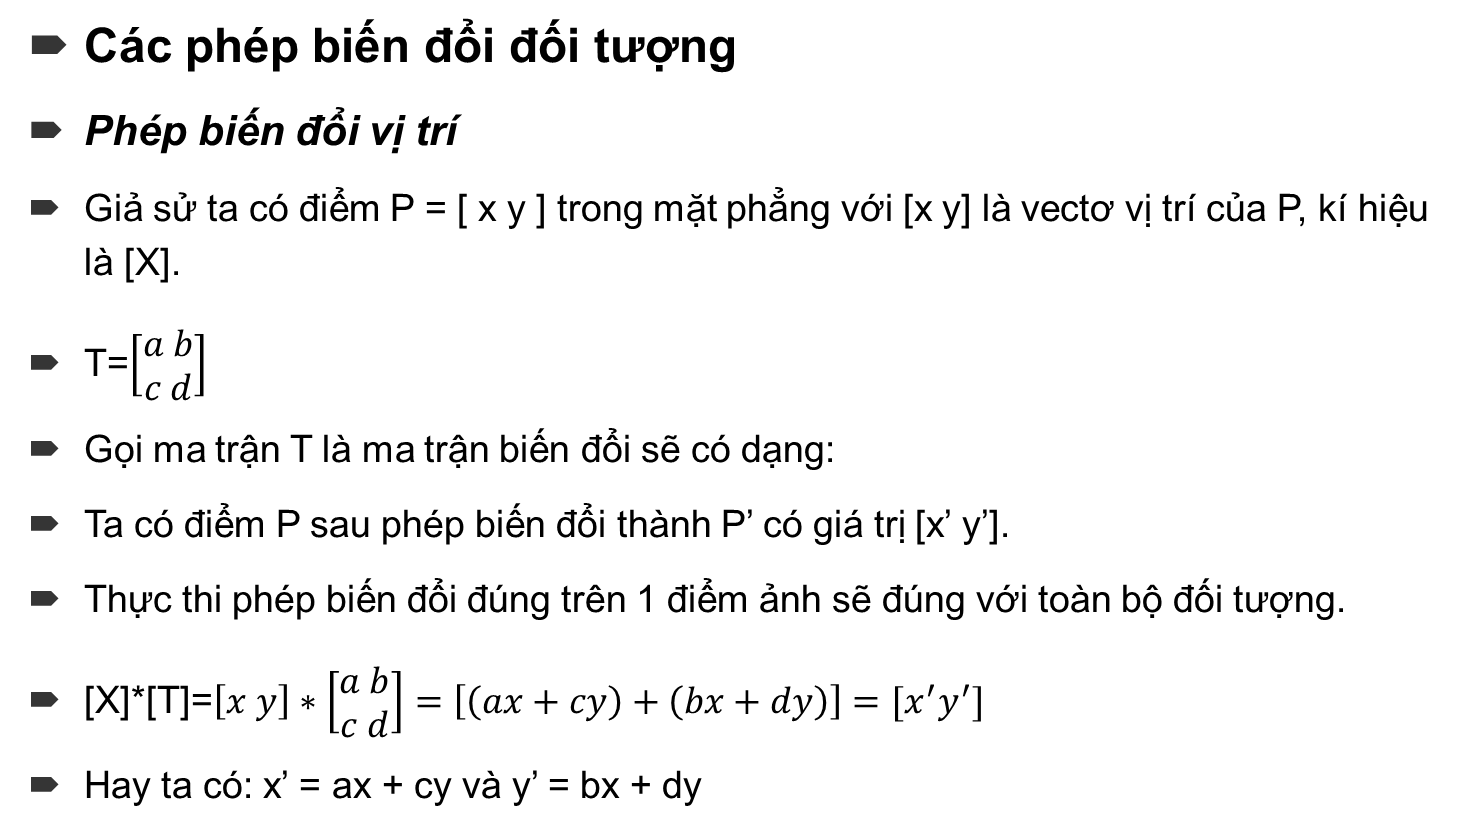 Các phép biến đổi đối tượng
Phép biến đổi vị trí
Giả sử ta có điểm P = [ x y ] trong mặt phẳng với [x y] là vectơ vị trí của P, kí hiệu
là [X].
T=[a b
c d]
Gọi ma trận T là ma trận biến đổi sẽ có dạng:
Ta có điểm P sau phép biến đổi thành P’ có giá trị [x’ y’].
Thực thi phép biến đổi đúng trên 1 điểm ảnh sẽ đúng với toàn bộ đối tượng.
[X]*[T]=[x y] ∗ [a b
c d] = [(ax + cy) + (bx + dy)] = [x′y′]
Hay ta có: x’ = ax + cy và y’ = bx + dy